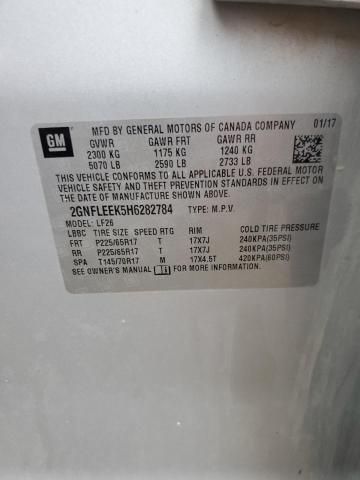 GM
MFD BY GENERAL MOTORS OF CANADA COMPANY 01/17
GVWR GAWR FRT GAWR RR
2300 KG 1175 KG 1240 KG
5070 LB 2590 LB 2733 LB
THIS VEHICLE CONFORMS TO ALL APPLICABLE U.S. FEDERAL MOTOR
VEHICLE SAFETY AND THEFT PREVENTION STANDARDS IN EFFECT ON
THE DATE OF MANUFACTURE SHOWN ABOVE.
2GNFLEEK5H6282784 TYPE: M.P.V.
MODEL: LF26
LBBC TIRE SIZE SPEED RTG RIM COLD TIRE PRESSURE
FRT P225/65R17 T 17X7J 240KPA(35PSI)
RR P225/65R17 T 17X7J 240KPA(35PSI)
SPA T145/70R17 M 17X4.5T 420KPA(60PSI)
SEE OWNER'S MANUAL FOR MORE INFORMATION.